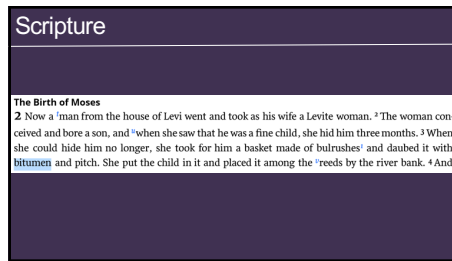 Scripture
The Birth of Moses
2 Now a man from the house of Levi went and took as his wife a Levite woman. 2 The woman con-
ceived and bore a son, and when she saw that he was a fine child, she hid him three months. 3 When
she could hide him no longer, she took for him a basket made of bulrushes and daubed it with
bitumen and pitch. She put the child in it and placed it among the reeds by the river bank. 4 And